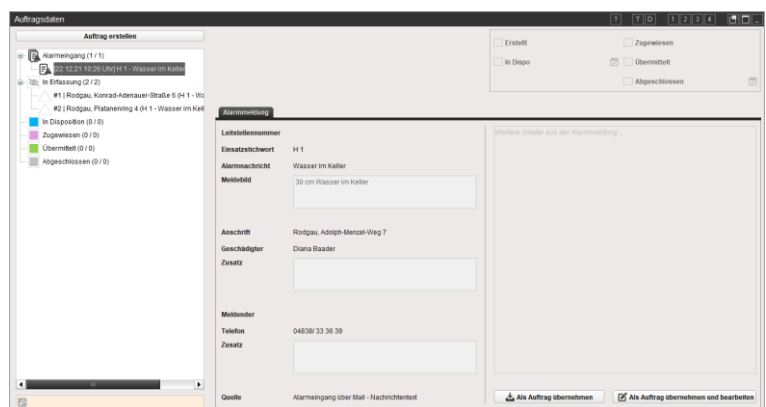 Auftragsdaten
? T O 1 2 3 4
Auftrag erstellen
Alarmeingang (1 / 1)
[22.12.21 10:26 Uhr] H 1 - Wasser im Keller
In Erfassung (2 / 2)
#1 | Rodgau, Konrad-Adenauer-Straße 6 (H 1 - Wa
#2 | Rodgau, Platanenring 4 (H 1 - Wasser im Kell
In Disposition (0 / 0)
Zugewiesen (0 / 0)
Übermittelt (0 / 0)
Abgeschlossen (0 / 0)
Erstellt
Zugewiesen
In Dispo
Übermittelt
Abgeschlossen
Alarmmeldung
Leitstellennummer
Einsatzstichwort H 1
Alarmnachricht Wasser im Keller
Meldebild 30 cm Wasser im Keller
Anschrift Rodgau, Adolph-Menzel-Weg 7
Geschädigter Diana Baader
Zusatz
Meldender
Telefon 04838/ 33 36 39
Zusatz
Quelle Alarmeingang über Mail - Nachrichtentext
Weitere Inhalte aus der Alarmmeldung
Als Auftrag übernehmen
Als Auftrag übernehmen und bearbeiten